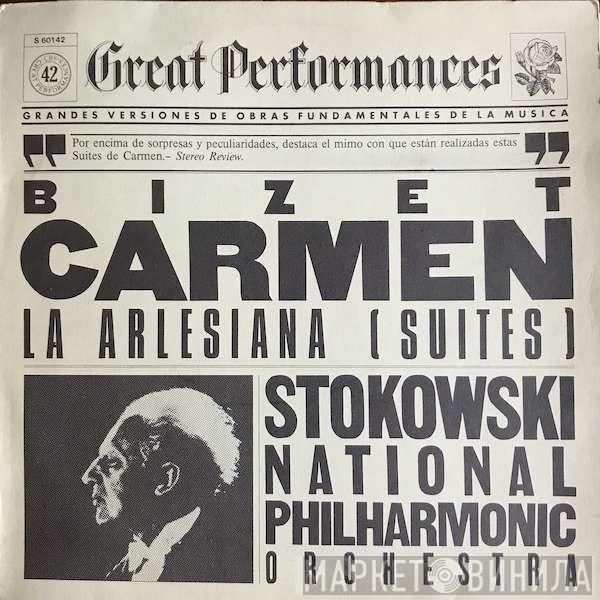 S 60142
42
Great Performances
GRANDES VERSIONES DE OBRAS FUNDAMENTALES DE LA MUSICA
" Por encima de sorpresas y peculiaridades, destaca el mimo con que están realizadas estas "
Suites de Carmen.– Stereo Review.
BIZET
CARMEN
LA ARLESIANA (SUITES)
STOKOWSKI
NATIONAL
PHILHARMONIC
ORCHESTRA
МАРКЕТ ВИНИЛА